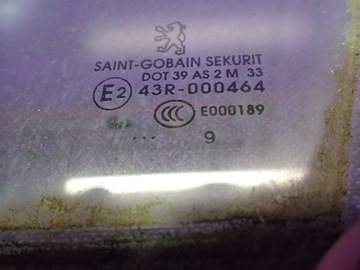 SAINT-GOBAIN SEKURIT
DOT 39 AS 2 M 33
E2 43R-000464
CCC E000189
... 9